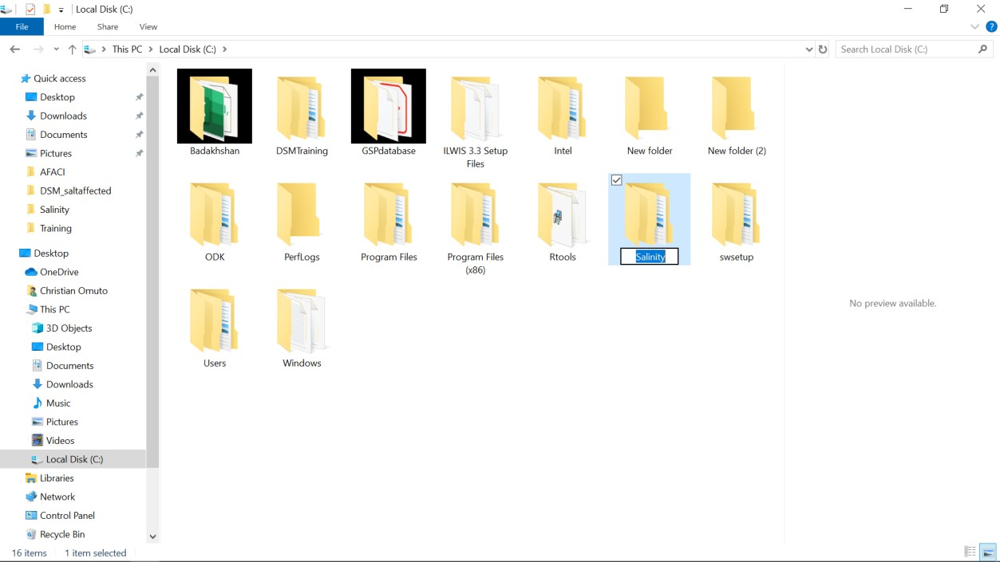 Local Disk (C:)
File Home Share View
This PC Local Disk (C:)
Search Local Disk (C:)
Quick access
Desktop
Downloads
Documents
Pictures
AFACI
DSM_saltaffected
Salinity
Training
Desktop
OneDrive
Christian Omuto
This PC
3D Objects
Desktop
Documents
Downloads
Music
Pictures
Videos
Local Disk (C:)
Libraries
Network
Control Panel
Recycle Bin
Badakhshan
DSMTraining
GSPdatabase
ILWIS 3.3 Setup
Files
Intel
New folder
New folder (2)
ODK
PerfLogs
Program Files
Program Files
(x86)
Rtools
Salinity
swsetup
Users
Windows
No preview available.
16 items 1 item selected